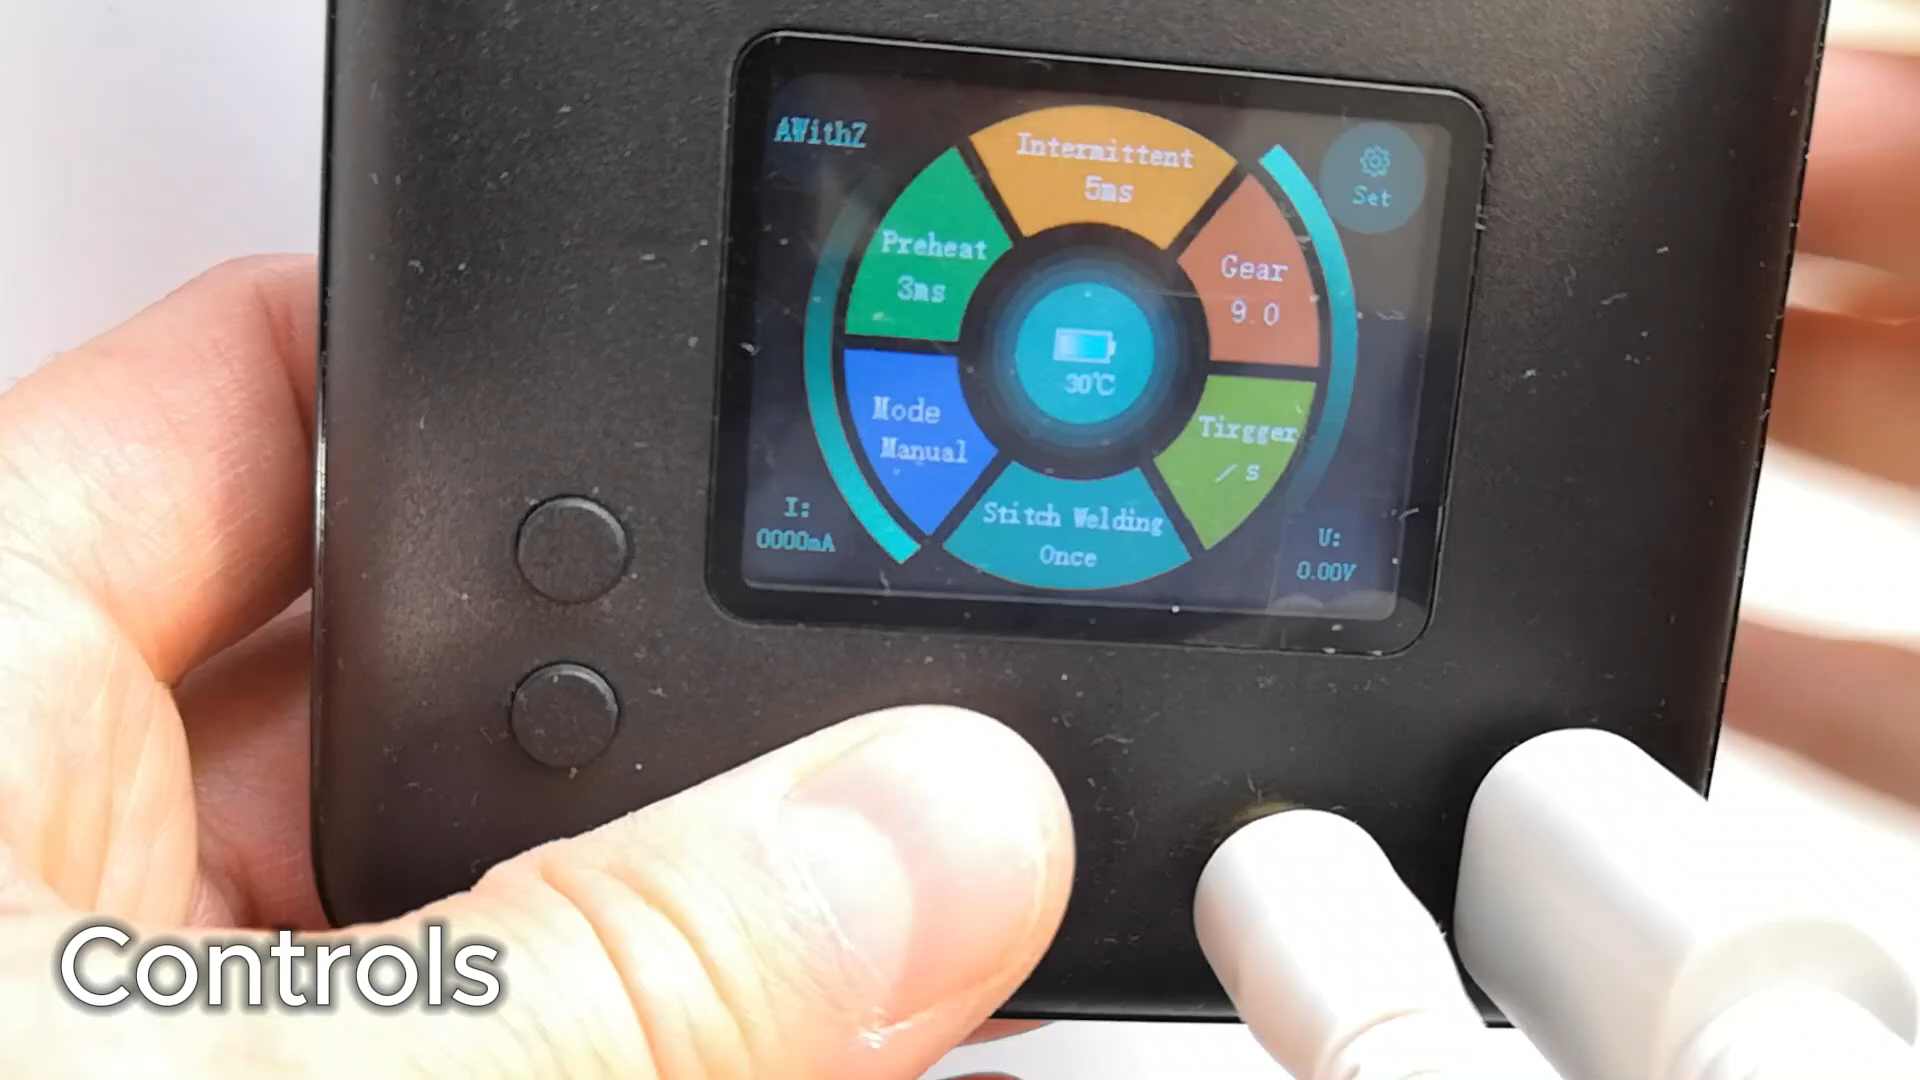 AWithZ
Intermittent
5ms
Set
Preheat
3ms
Gear
9.0
30℃
Mode
Manual
Tirgger
/ s
Stitch Welding
Once
I:
0000mA
U:
0.00V
Controls